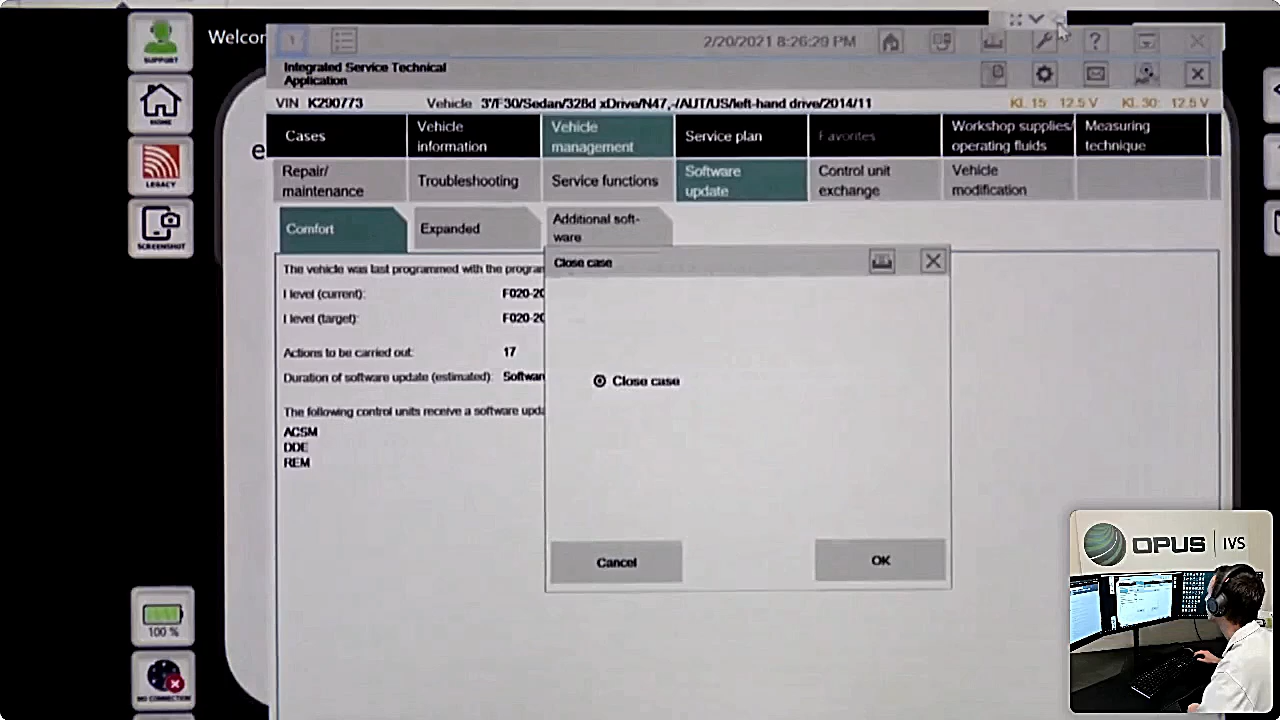 SUPPORT
HOME
LEGACY
SCREENSHOT
100 %
NO CONNECTION
Welcor
e
1
2/20/2021 8:26:29 PM
?
Integrated Service Technical
Application
VIN K290773 Vehicle 3'/F30/Sedan/328d xDrive/N47,-/AUT/US/left-hand drive/2014/11 Kl. 15: 12.5 V Kl. 30: 12.5 V
Cases
Vehicle
information
Vehicle
management
Service plan
Favorites
Workshop supplies/
operating fluids
Measuring
technique
Repair/
maintenance
Troubleshooting
Service functions
Software
update
Control unit
exchange
Vehicle
modification
Comfort
Expanded
Additional soft-
ware
The vehicle was last programmed with the progran
I level (current): F020-20
I level (target): F020-20
Actions to be carried out: 17
Duration of software update (estimated): Softwar
The following control units receive a software upda
ACSM
DDE
REM
Close case
Close case
Cancel
OK
OPUS IVS